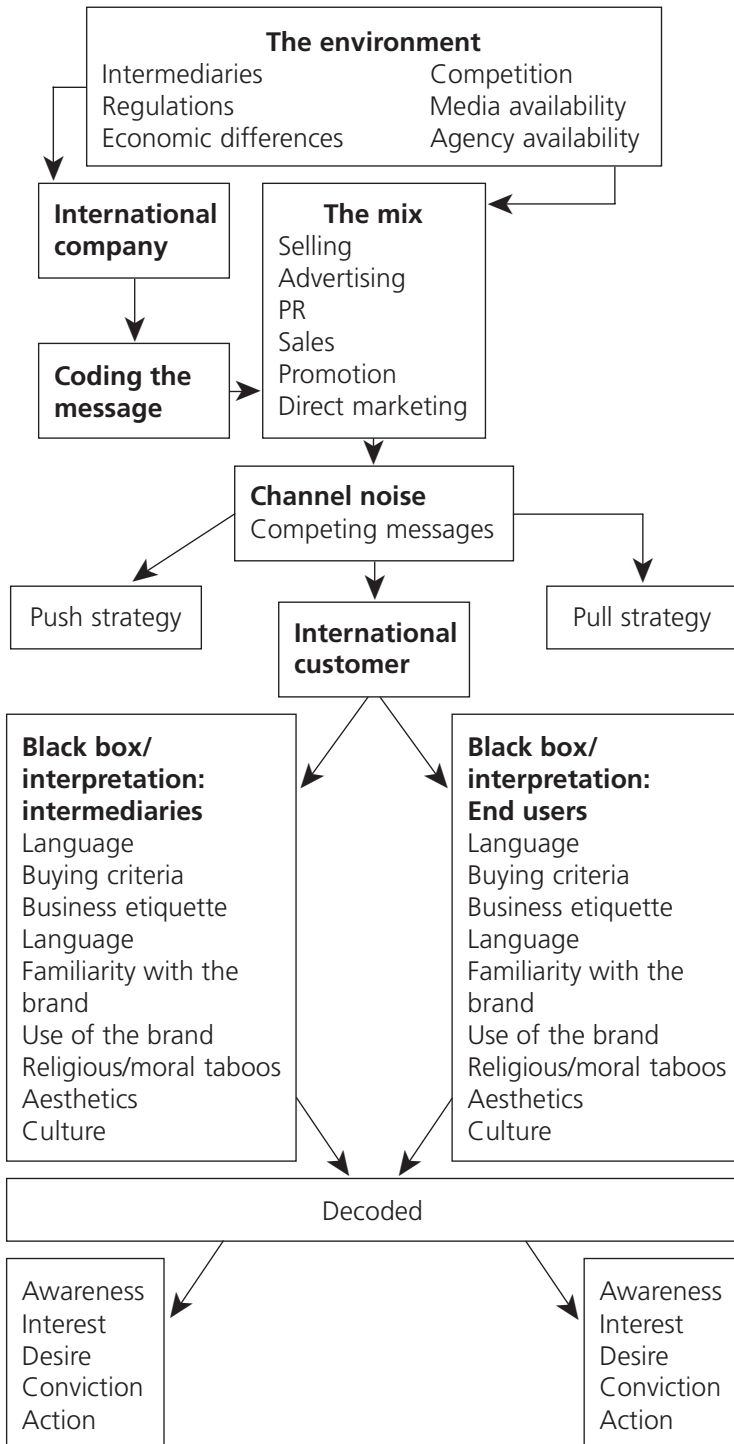 The environment
Intermediaries
Regulations
Economic differences
Competition
Media availability
Agency availability
International
company
The mix
Selling
Advertising
PR
Sales
Promotion
Direct marketing
Coding the
message
Channel noise
Competing messages
Push strategy
International
customer
Pull strategy
Black box/
interpretation:
intermediaries
Language
Buying criteria
Business etiquette
Language
Familiarity with the
brand
Use of the brand
Religious/moral taboos
Aesthetics
Culture
Black box/
interpretation:
End users
Language
Buying criteria
Business etiquette
Language
Familiarity with the
brand
Use of the brand
Religious/moral taboos
Aesthetics
Culture
Decoded
Awareness
Interest
Desire
Conviction
Action
Awareness
Interest
Desire
Conviction
Action